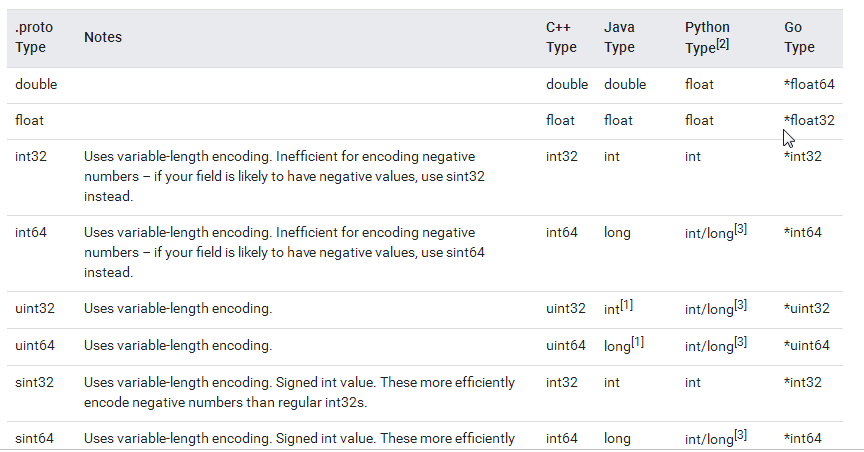 .proto Type Notes C++ Type Java Type Python Type[2] Go Type
double double double float *float64
float float float float *float32
int32 Uses variable-length encoding. Inefficient for encoding negative int32 int int *int32
numbers – if your field is likely to have negative values, use sint32
instead.
int64 Uses variable-length encoding. Inefficient for encoding negative int64 long int/long[3] *int64
numbers – if your field is likely to have negative values, use sint64
instead.
uint32 Uses variable-length encoding. uint32 int[1] int/long[3] *uint32
uint64 Uses variable-length encoding. uint64 long[1] int/long[3] *uint64
sint32 Uses variable-length encoding. Signed int value. These more efficiently int32 int int *int32
encode negative numbers than regular int32s.
sint64 Uses variable-length encoding. Signed int value. These more efficiently int64 long int/long[3] *int64